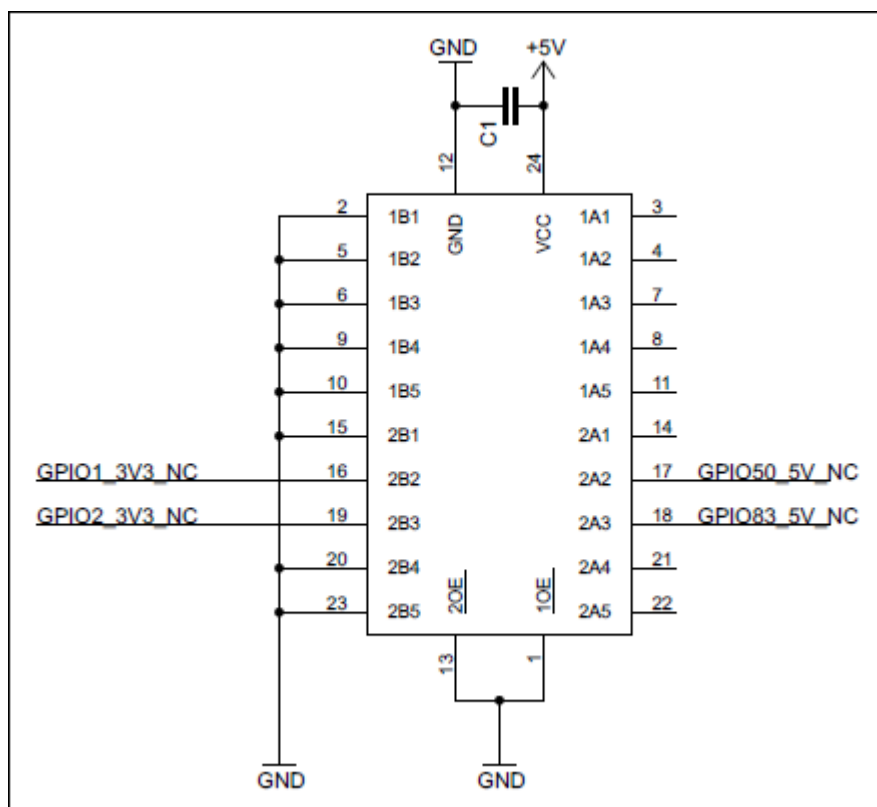 GND +5V
C1
12 24
2 1B1 GND VCC 1A1 3
5 1B2 1A2 4
6 1B3 1A3 7
9 1B4 1A4 8
10 1B5 1A5 11
15 2B1 2A1 14
GPIO1_3V3_NC 16 2B2 2A2 17 GPIO50_5V_NC
GPIO2_3V3_NC 19 2B3 2A3 18 GPIO83_5V_NC
20 2B4 2A4 21
23 2B5 2OE 1OE 2A5 22
13 1
GND GND